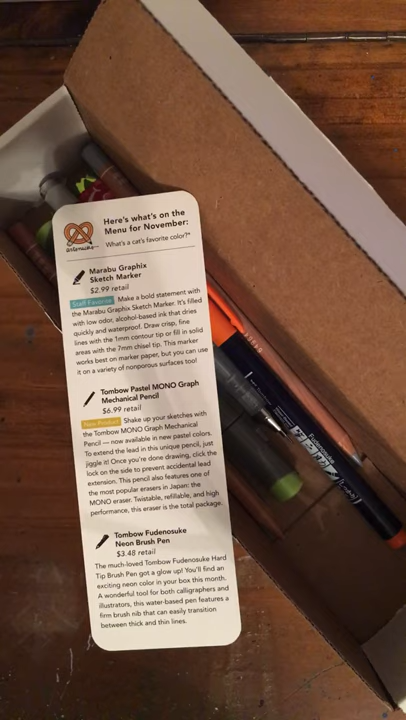 artsnacks
Here's what's on the
Menu for November:
What's a cat's favorite color?*
Marabu Graphix
Sketch Marker
$2.99 retail
Staff Favorite Make a bold statement with
the Marabu Graphix Sketch Marker. It's filled
with low odor, alcohol-based ink that dries
quickly and waterproof. Draw crisp, fine
lines with the 1mm contour tip or fill in solid
areas with the 7mm chisel tip. This marker
works best on marker paper, but you can use
it on a variety of nonporous surfaces too!
Tombow Pastel MONO Graph
Mechanical Pencil
$6.99 retail
New Product Shake up your sketches with
the Tombow MONO Graph Mechanical
Pencil — now available in new pastel colors.
To extend the lead in this unique pencil, just
jiggle it! Once you're done drawing, click the
lock on the side to prevent accidental lead
extension. This pencil also features one of
the most popular erasers in Japan: the
MONO eraser. Twistable, refillable, and high
performance, this eraser is the total package.
Tombow Fudenosuke
Neon Brush Pen
$3.48 retail
The much-loved Tombow Fudenosuke Hard
Tip Brush Pen got a glow up! You'll find an
exciting neon color in your box this month.
A wonderful tool for both calligraphers and
illustrators, this water-based pen features a
firm brush nib that can easily transition
between thick and thin lines.
Fudenosuke